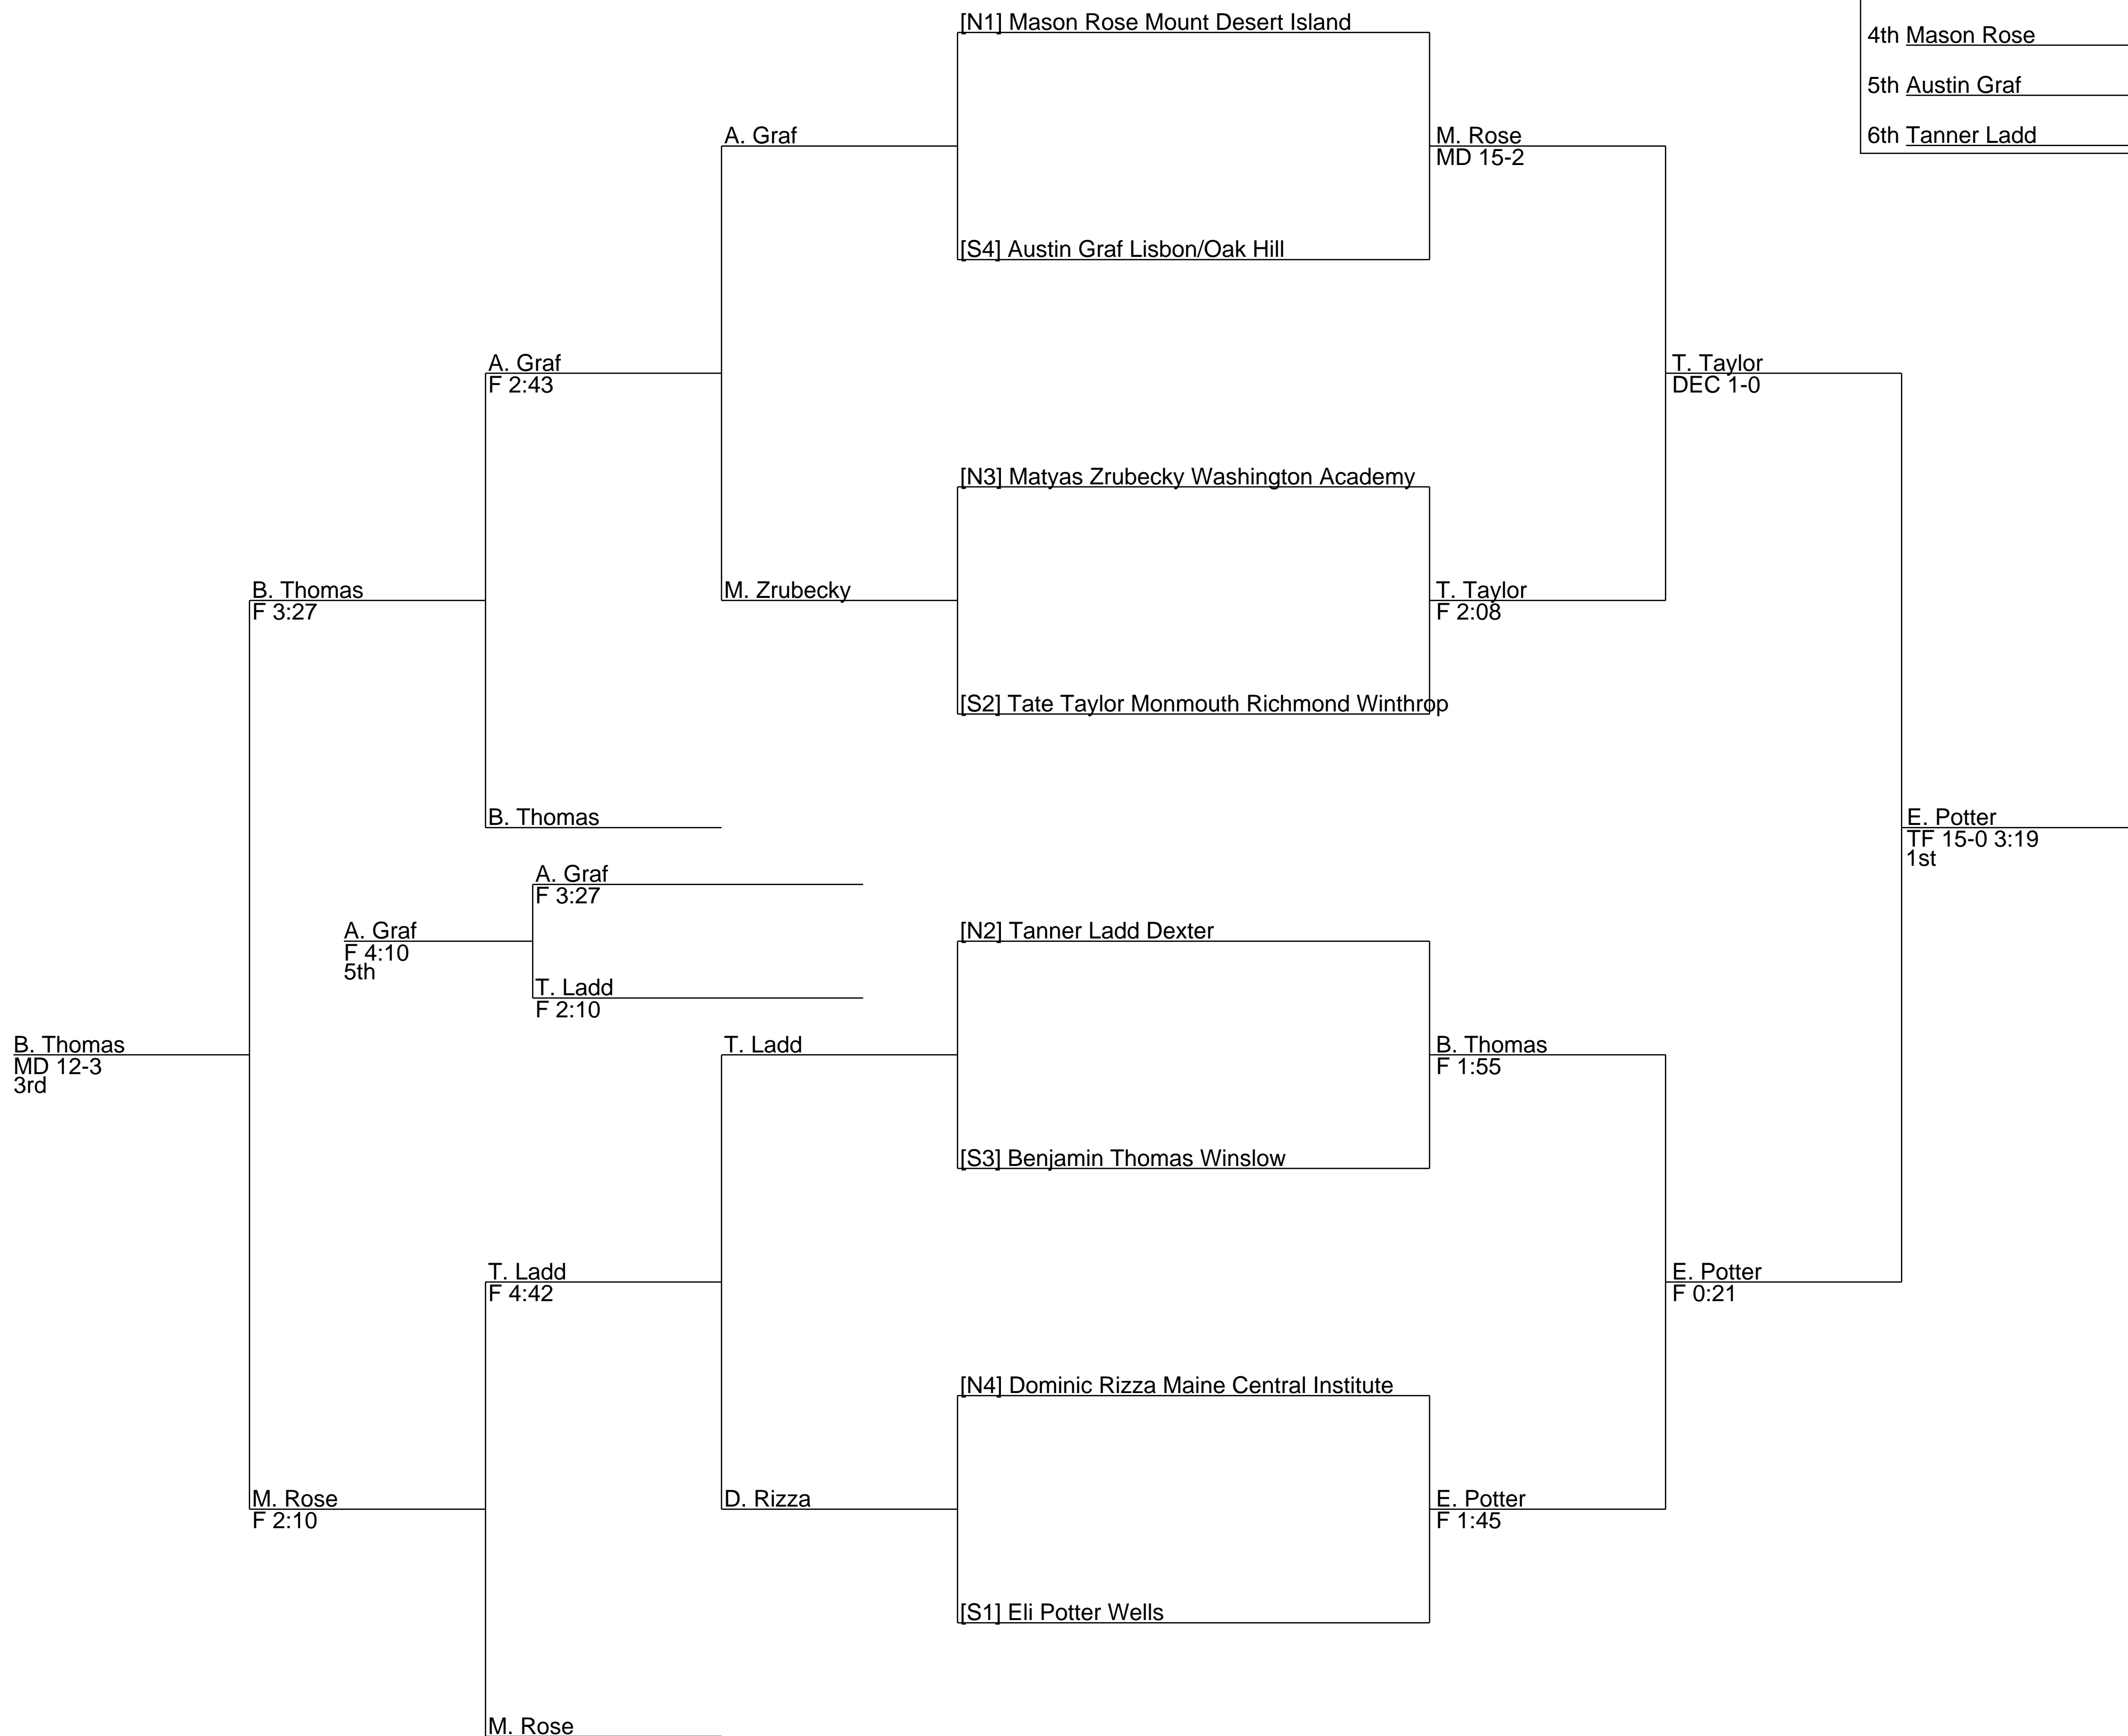 [N1] Mason Rose Mount Desert Island
4th Mason Rose
5th Austin Graf
6th Tanner Ladd
A. Graf
M. Rose
MD 15-2
[S4] Austin Graf Lisbon/Oak Hill
A. Graf
F 2:43
T. Taylor
DEC 1-0
[N3] Matyas Zrubecky Washington Academy
B. Thomas
F 3:27
M. Zrubecky
T. Taylor
F 2:08
[S2] Tate Taylor Monmouth Richmond Winthrop
B. Thomas
E. Potter
TF 15-0 3:19
1st
A. Graf
F 3:27
A. Graf
F 4:10
5th
[N2] Tanner Ladd Dexter
T. Ladd
F 2:10
B. Thomas
MD 12-3
3rd
T. Ladd
B. Thomas
F 1:55
[S3] Benjamin Thomas Winslow
T. Ladd
F 4:42
E. Potter
F 0:21
[N4] Dominic Rizza Maine Central Institute
M. Rose
F 2:10
D. Rizza
E. Potter
F 1:45
[S1] Eli Potter Wells
M. Rose